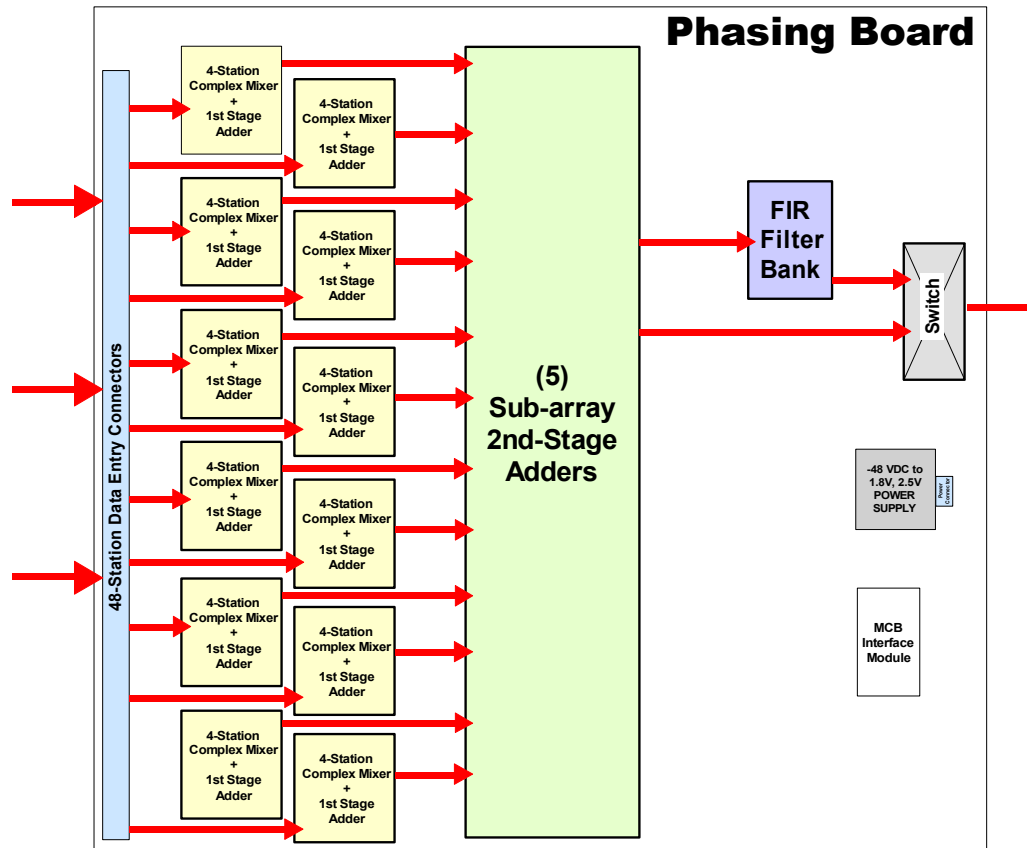 Phasing Board
48-Station Data Entry Connectors
4-Station
Complex Mixer
+
1st Stage
Adder
4-Station
Complex Mixer
+
1st Stage
Adder
4-Station
Complex Mixer
+
1st Stage
Adder
4-Station
Complex Mixer
+
1st Stage
Adder
4-Station
Complex Mixer
+
1st Stage
Adder
4-Station
Complex Mixer
+
1st Stage
Adder
4-Station
Complex Mixer
+
1st Stage
Adder
4-Station
Complex Mixer
+
1st Stage
Adder
4-Station
Complex Mixer
+
1st Stage
Adder
4-Station
Complex Mixer
+
1st Stage
Adder
4-Station
Complex Mixer
+
1st Stage
Adder
4-Station
Complex Mixer
+
1st Stage
Adder
(5)
Sub-array
2nd-Stage
Adders
FIR
Filter
Bank
Switch
-48 VDC to
1.8V, 2.5V
POWER
SUPPLY
Power
Connector
MCB
Interface
Module